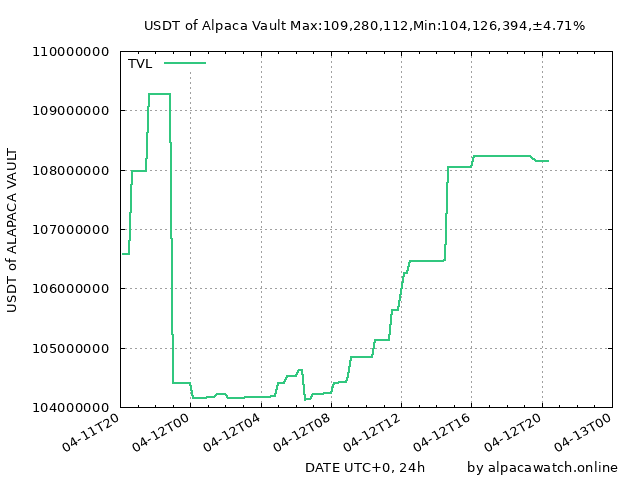 USDT of Alpaca Vault Max:109,280,112,Min:104,126,394,±4.71%
110000000
TVL
109000000
108000000
107000000
106000000
105000000
104000000
USDT of ALAPACA VAULT
04-11T20
04-12T00
04-12T04
04-12T08
04-12T12
04-12T16
04-12T20
04-13T00
DATE UTC+0, 24h
by alpacawatch.online